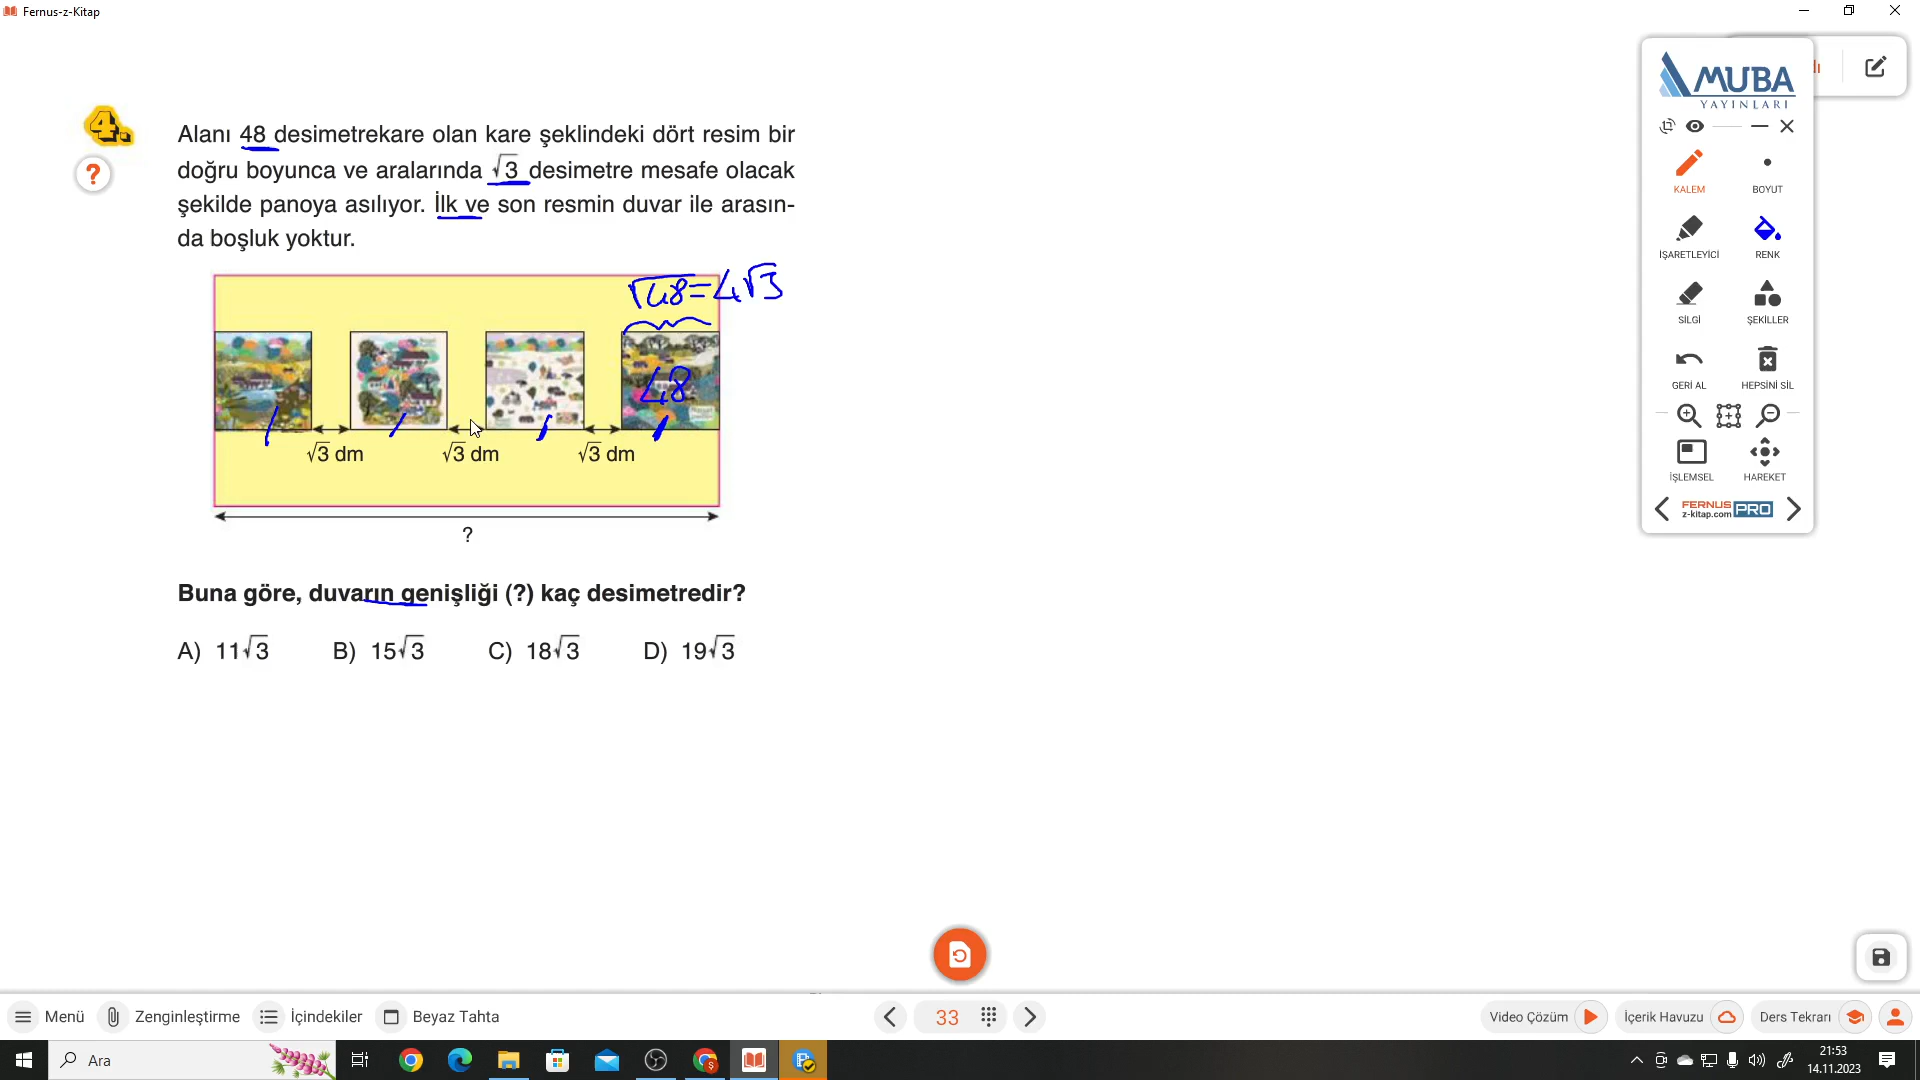 Fernus-z-Kitap
4.
?
Alanı 48 desimetrekare olan kare şeklindeki dört resim bir
doğru boyunca ve aralarında √3 desimetre mesafe olacak
şekilde panoya asılıyor. İlk ve son resmin duvar ile arasın-
da boşluk yoktur.
√48 = 4√3
48
√3 dm √3 dm √3 dm
?
Buna göre, duvarın genişliği (?) kaç desimetredir?
A) 11√3 B) 15√3 C) 18√3 D) 19√3
MUBA
YAYINLARI
KALEM BOYUT
İŞARETLEYİCİ RENK
SİLGİ ŞEKİLLER
GERİ AL HEPSİNİ SİL
İŞLEMSEL HAREKET
FERNUS
z-kitap.com PRO
Menü Zenginleştirme İçindekiler Beyaz Tahta 33 Video Çözüm İçerik Havuzu Ders Tekrarı
Ara 21:53
14.11.2023